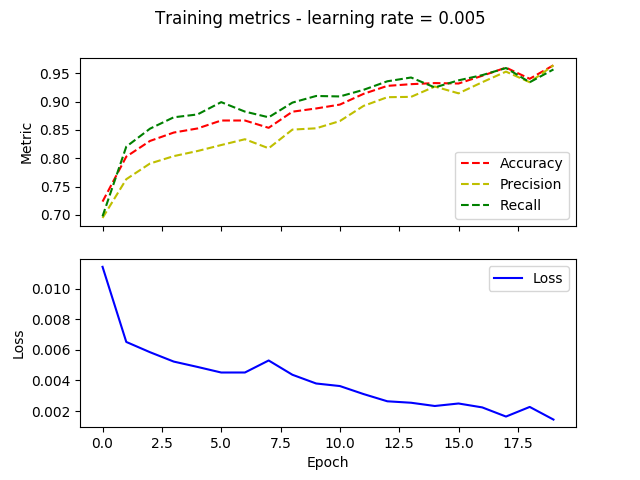 Training metrics - learning rate = 0.005
0.95
0.90
0.85
0.80
0.75
0.70
Metric
Accuracy
Precision
Recall
0.010
0.008
0.006
0.004
0.002
Loss
Loss
0.0 2.5 5.0 7.5 10.0 12.5 15.0 17.5
Epoch